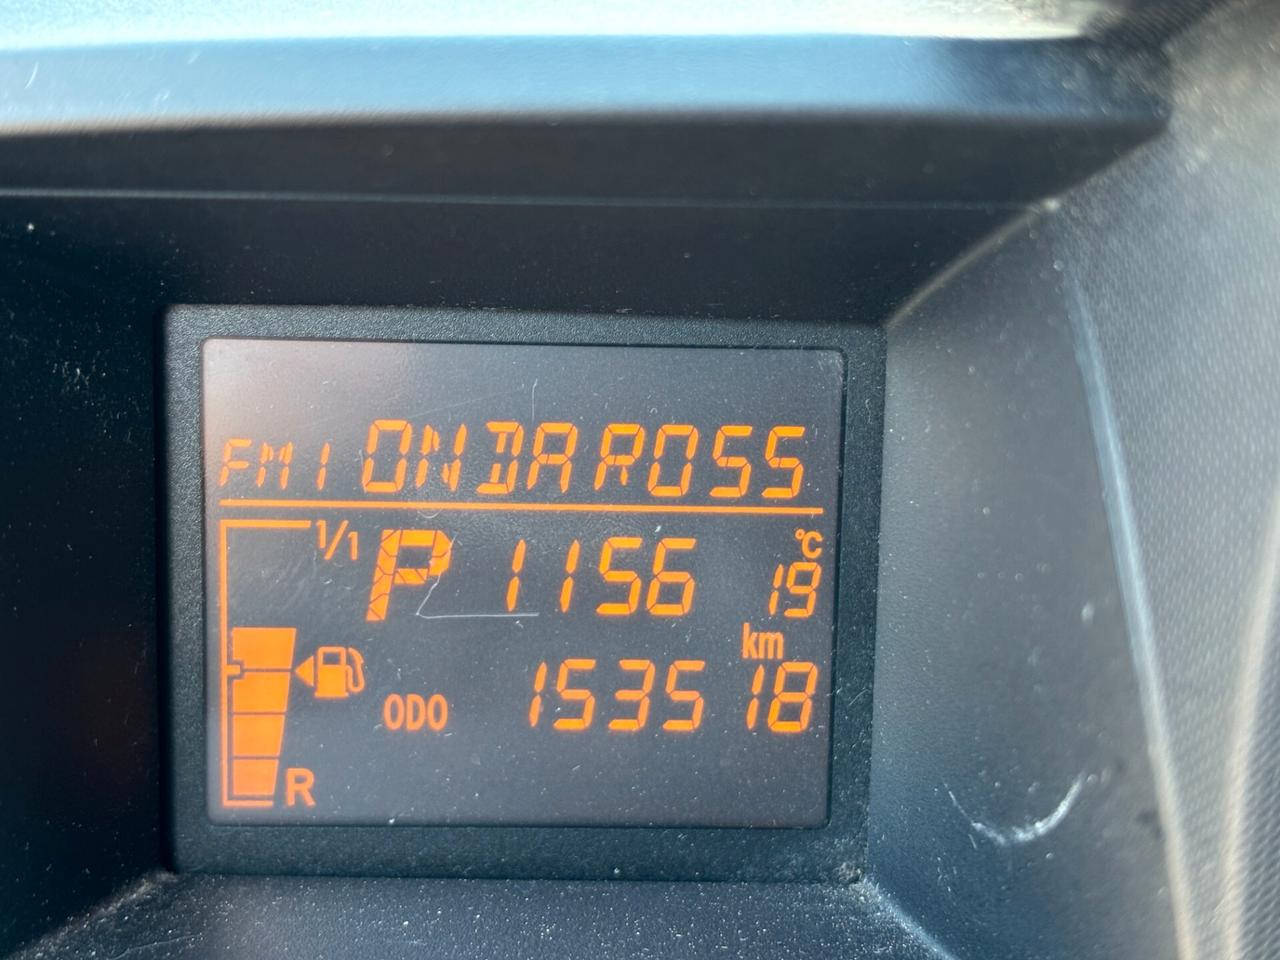 FM1 ONDAROSS
1/1 P 1156 °C 19
km
ODO 153518
R